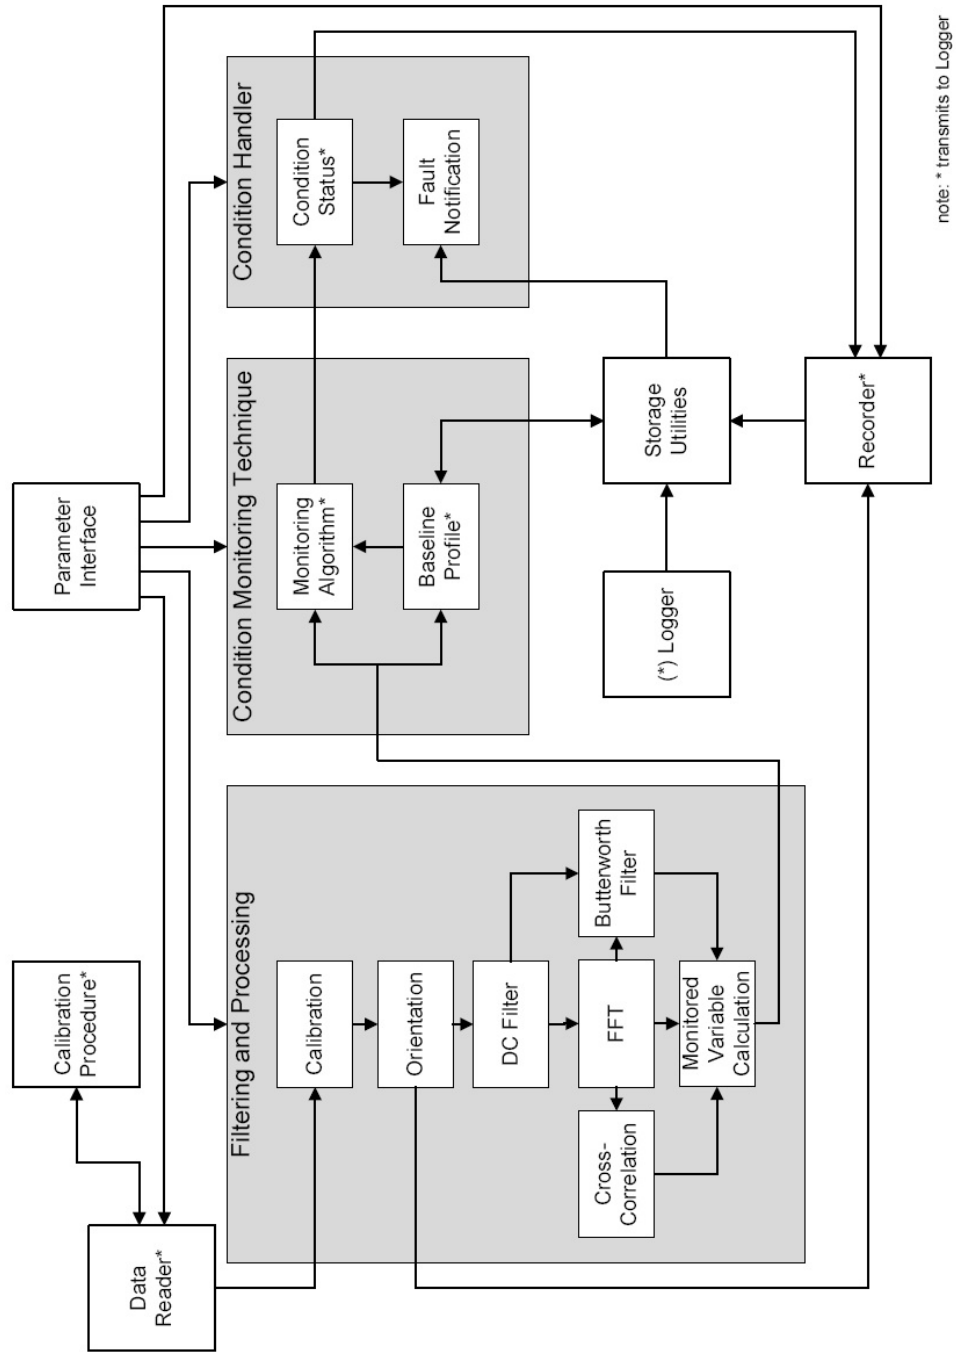 Parameter
Interface
Calibration
Procedure*
Data
Reader*
Filtering and Processing
Calibration
Orientation
DC Filter
FFT
Cross-
Correlation
Butterworth
Filter
Monitored
Variable
Calculation
Condition Monitoring Technique
Monitoring
Algorithm*
Baseline
Profile*
Condition Handler
Condition
Status*
Fault
Notification
(*) Logger
Storage
Utilities
Recorder*
note: * transmits to Logger